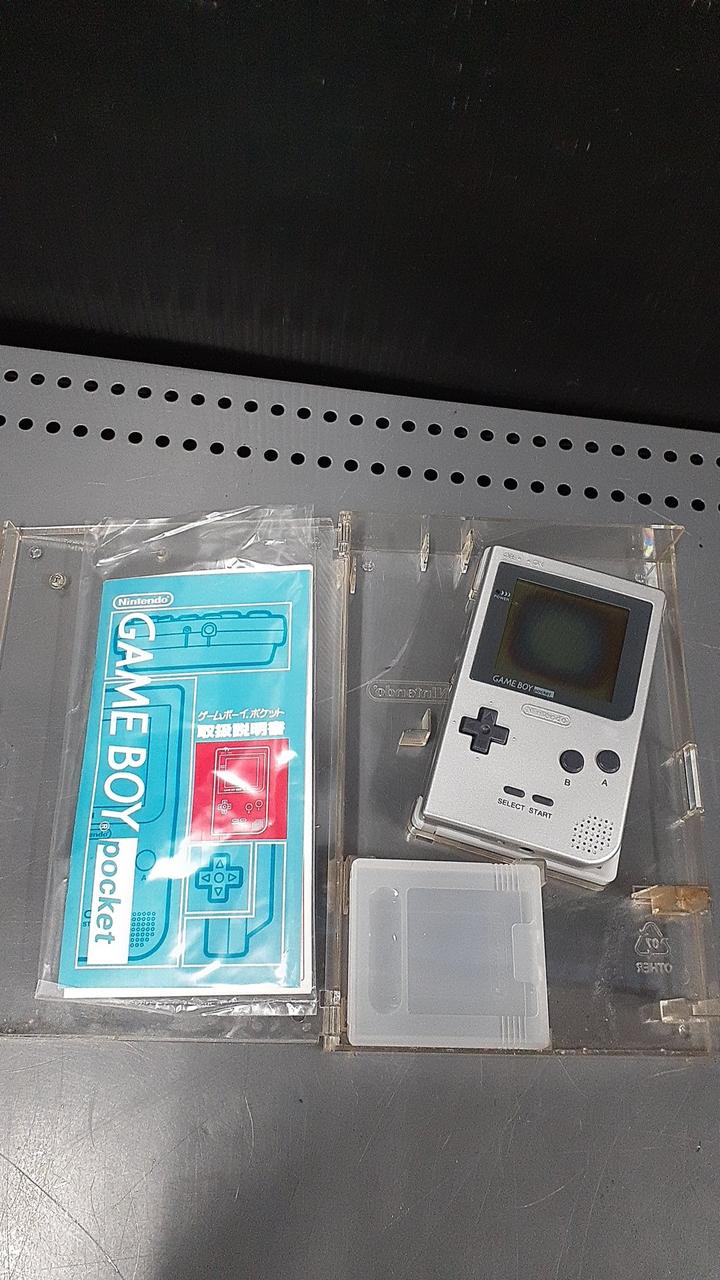 Nintendo
GAME BOY
pocket
ゲームボーイ。ポケット
取扱説明書
Nintendo
POWER
GAME BOY pocket
Nintendo
B
A
SELECT START
07
OTHER